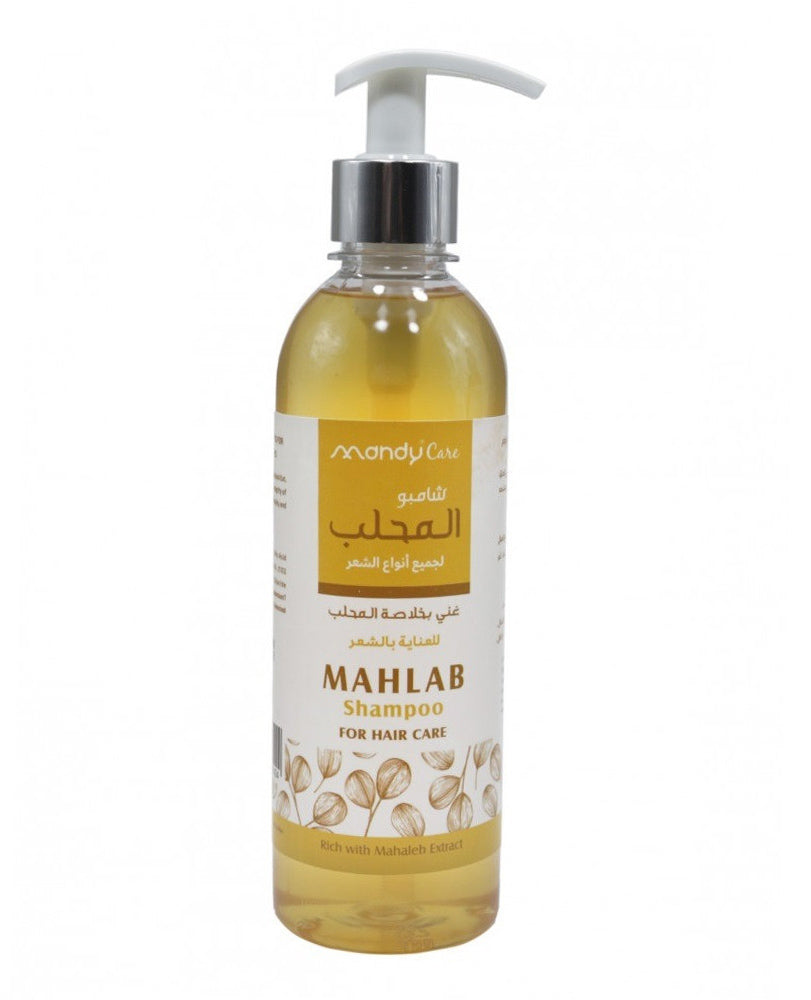 mandy Care
شامبو
المحلب
لجميع أنواع الشعر
غني بخلاصة المحلب
للعناية بالشعر
MAHLAB
Shampoo
FOR HAIR CARE
Rich with Mahaleb Extract